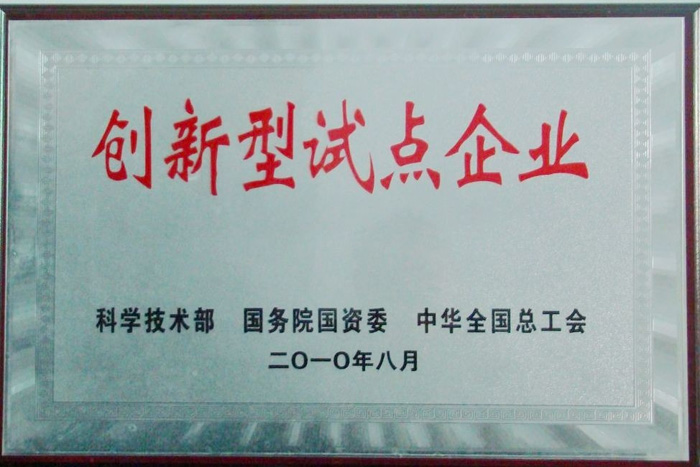 创新型试点企业
科学技术部 国务院国资委 中华全国总工会
二〇一〇年八月